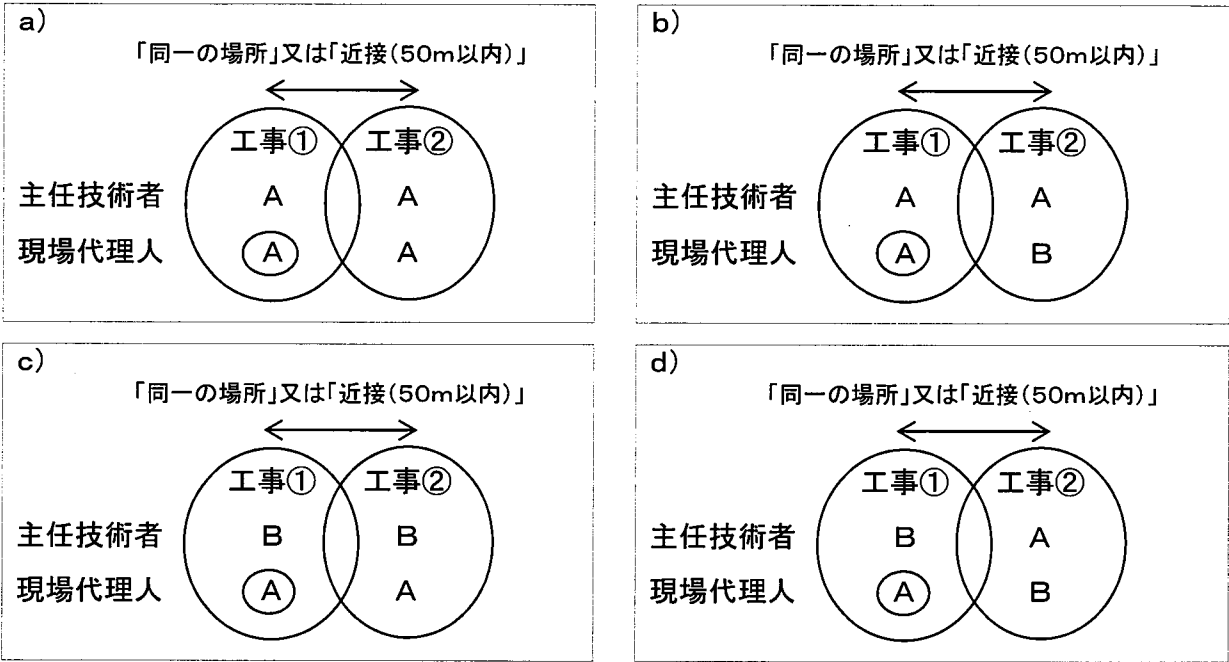 a)
「同一の場所」又は「近接(50m以内)」
工事① 工事②
主任技術者 A A
現場代理人 A A
b)
「同一の場所」又は「近接(50m以内)」
工事① 工事②
主任技術者 A A
現場代理人 A B
c)
「同一の場所」又は「近接(50m以内)」
工事① 工事②
主任技術者 B B
現場代理人 A A
d)
「同一の場所」又は「近接(50m以内)」
工事① 工事②
主任技術者 B A
現場代理人 A B